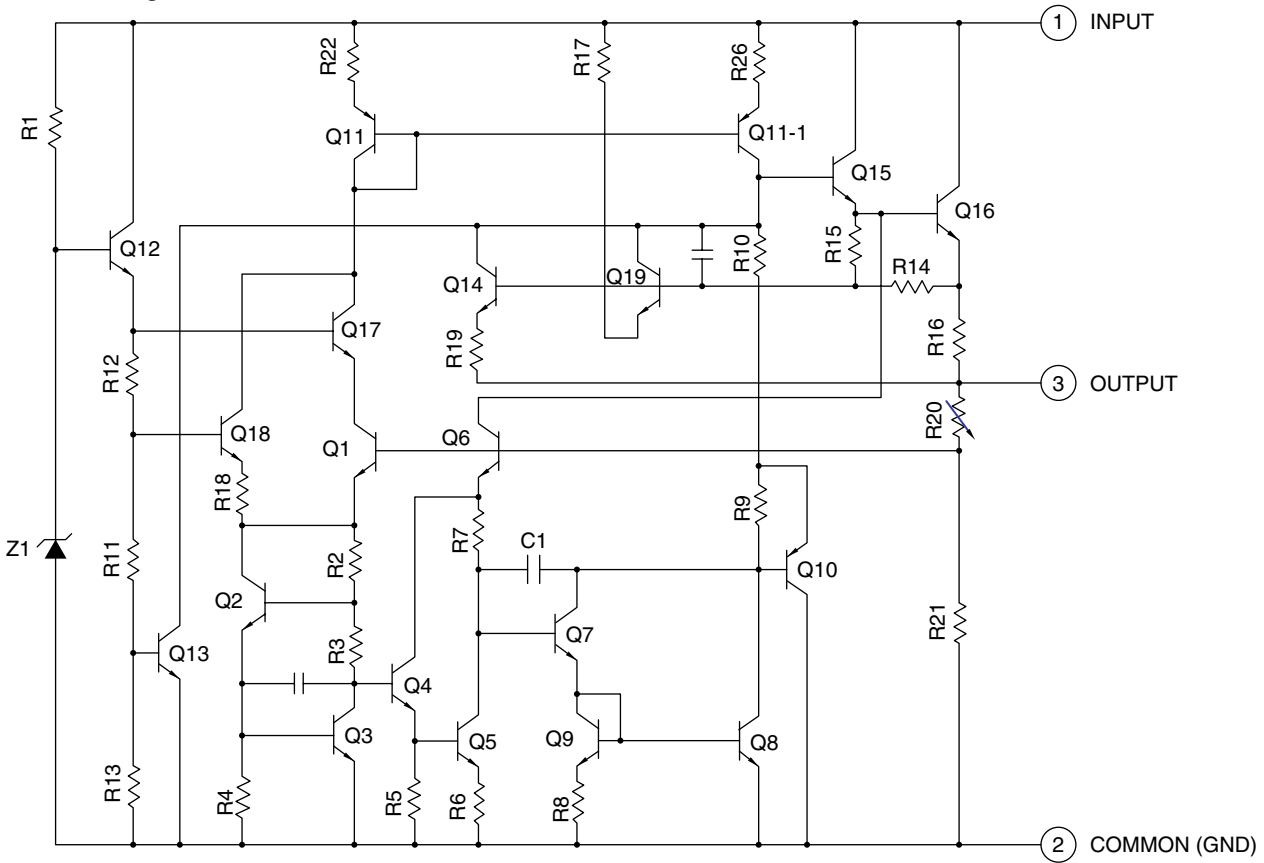 1 INPUT
R22
R17
R26
R1
Q11
Q11-1
Q15
Q16
Q12
R15
R10
R14
Q14
Q19
Q17
R16
R19
R12
3 OUTPUT
R20
Q18
Q1
Q6
R18
R9
R7
C1
Z1
R11
R2
Q10
Q2
R21
Q7
R3
Q13
Q4
Q3
Q5
Q9
Q8
R13
R4
R5
R6
R8
2 COMMON (GND)